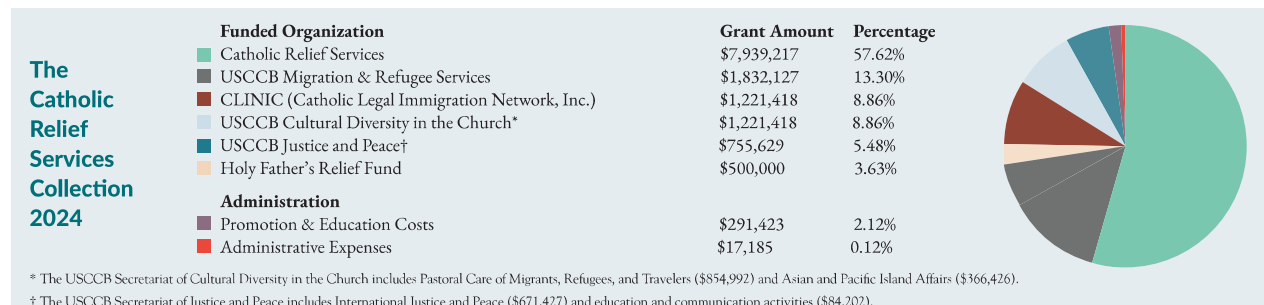 The
Catholic
Relief
Services
Collection
2024
Funded Organization Grant Amount Percentage
Catholic Relief Services $7,939,217 57.62%
USCCB Migration & Refugee Services $1,832,127 13.30%
CLINIC (Catholic Legal Immigration Network, Inc.) $1,221,418 8.86%
USCCB Cultural Diversity in the Church* $1,221,418 8.86%
USCCB Justice and Peace† $755,629 5.48%
Holy Father's Relief Fund $500,000 3.63%
Administration
Promotion & Education Costs $291,423 2.12%
Administrative Expenses $17,185 0.12%
* The USCCB Secretariat of Cultural Diversity in the Church includes Pastoral Care of Migrants, Refugees, and Travelers ($854,992) and Asian and Pacific Island Affairs ($366,426).
† The USCCB Secretariat of Justice and Peace includes International Justice and Peace ($671,427) and education and communication activities ($84,202).